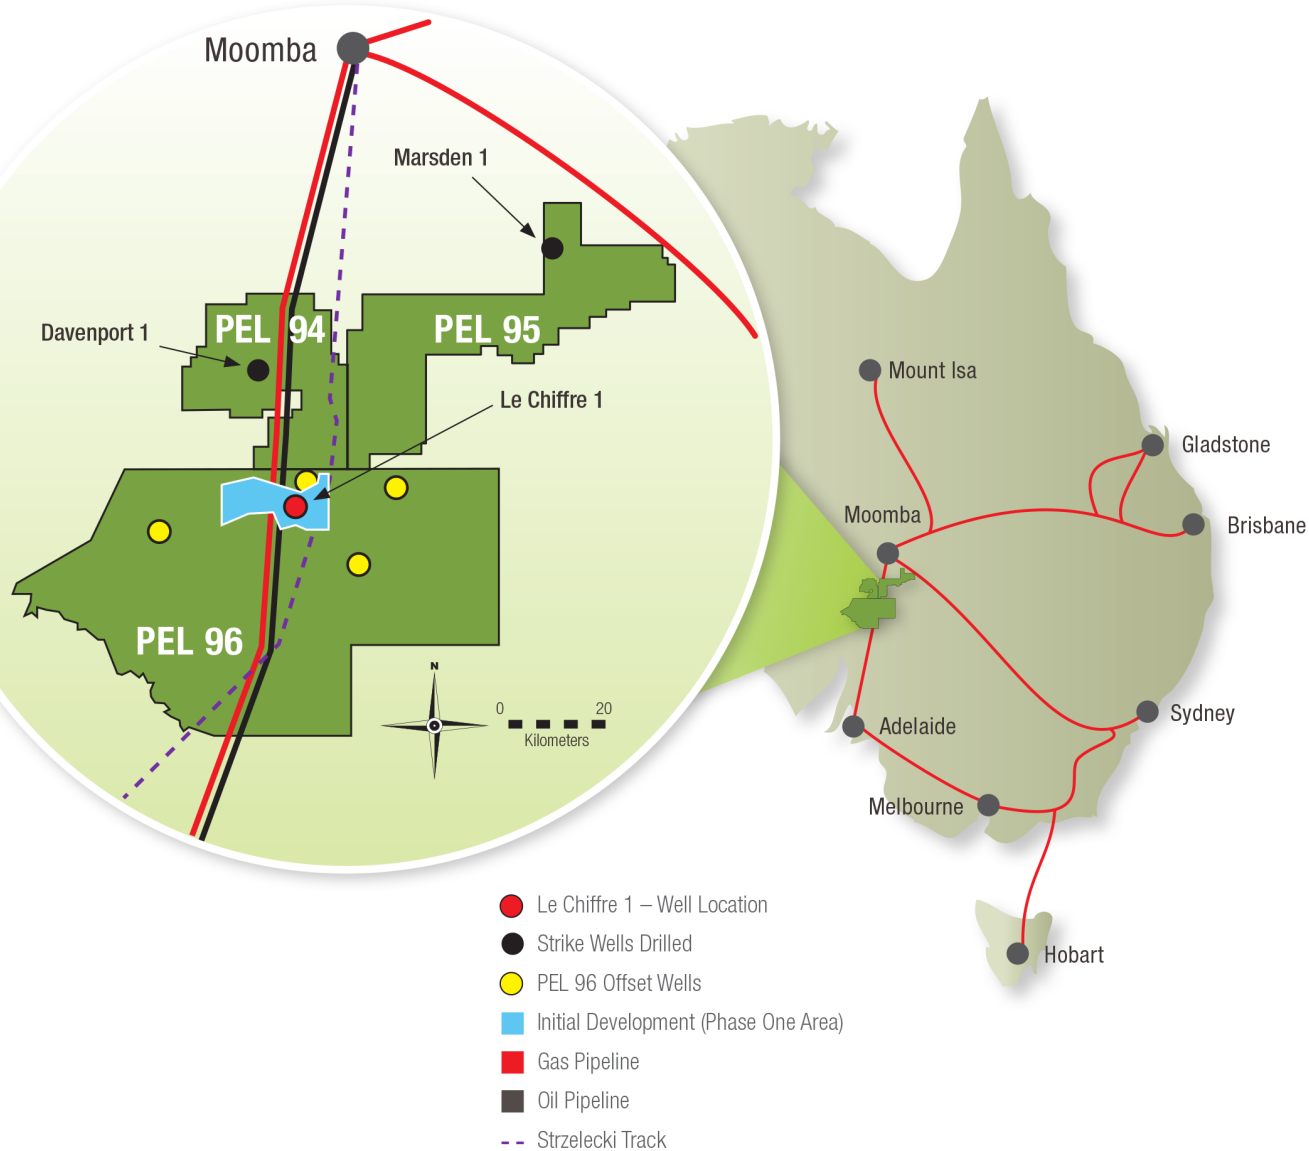 Moomba
Marsden 1
Davenport 1
PEL 94
PEL 95
Le Chiffre 1
PEL 96
N
0 20
Kilometers
Mount Isa
Gladstone
Moomba
Brisbane
Sydney
Adelaide
Melbourne
Hobart
Le Chiffre 1 – Well Location
Strike Wells Drilled
PEL 96 Offset Wells
Initial Development (Phase One Area)
Gas Pipeline
Oil Pipeline
Strzelecki Track